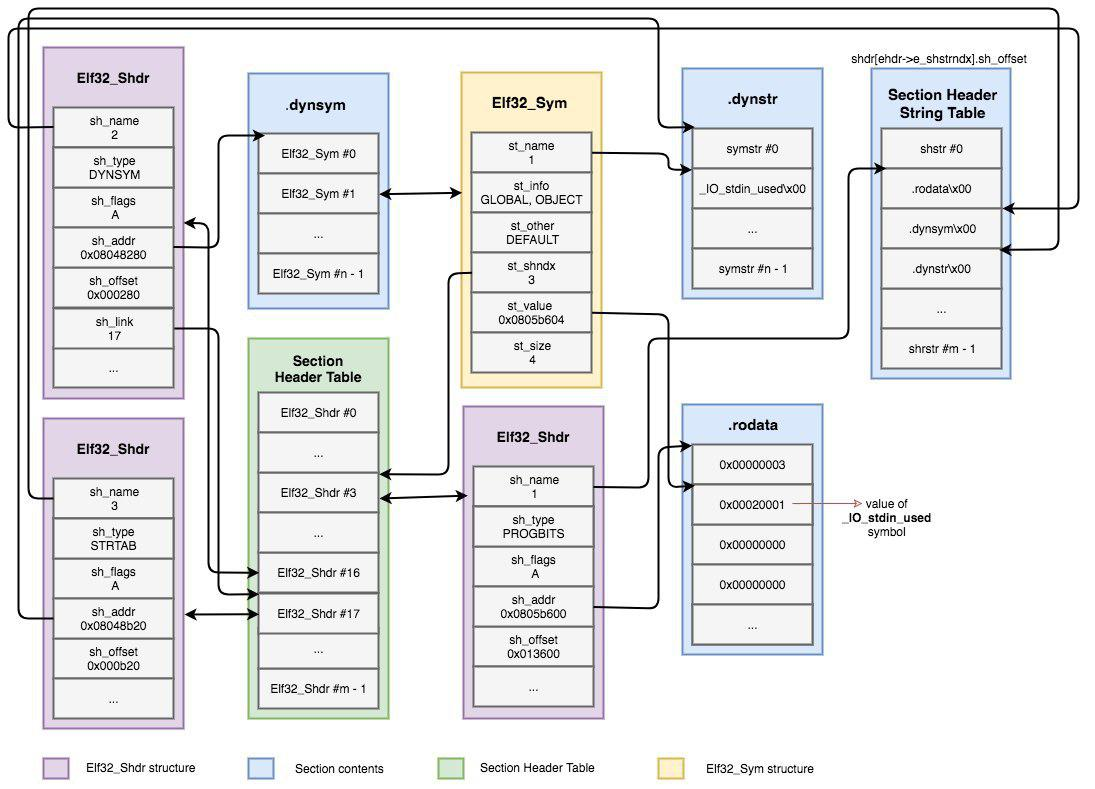 shdr[ehdr->e_shstrndx].sh_offset
Elf32_Shdr
sh_name
2
sh_type
DYNSYM
sh_flags
A
sh_addr
0x08048280
sh_offset
0x000280
sh_link
17
...
.dynsym
Elf32_Sym #0
Elf32_Sym #1
...
Elf32_Sym #n - 1
Elf32_Sym
st_name
1
st_info
GLOBAL, OBJECT
st_other
DEFAULT
st_shndx
3
st_value
0x0805b604
st_size
4
.dynstr
symstr #0
_IO_stdin_used\x00
...
symstr #n - 1
Section Header
String Table
shstr #0
.rodata\x00
.dynsym\x00
.dynstr\x00
...
shrstr #m - 1
Elf32_Shdr
sh_name
3
sh_type
STRTAB
sh_flags
A
sh_addr
0x08048b20
sh_offset
0x000b20
...
Section
Header Table
Elf32_Shdr #0
...
Elf32_Shdr #3
...
Elf32_Shdr #16
Elf32_Shdr #17
...
Elf32_Shdr #m - 1
Elf32_Shdr
sh_name
1
sh_type
PROGBITS
sh_flags
A
sh_addr
0x0805b600
sh_offset
0x013600
...
.rodata
0x00000003
0x00020001
0x00000000
0x00000000
...
value of
_IO_stdin_used
symbol
Elf32_Shdr structure
Section contents
Section Header Table
Elf32_Sym structure